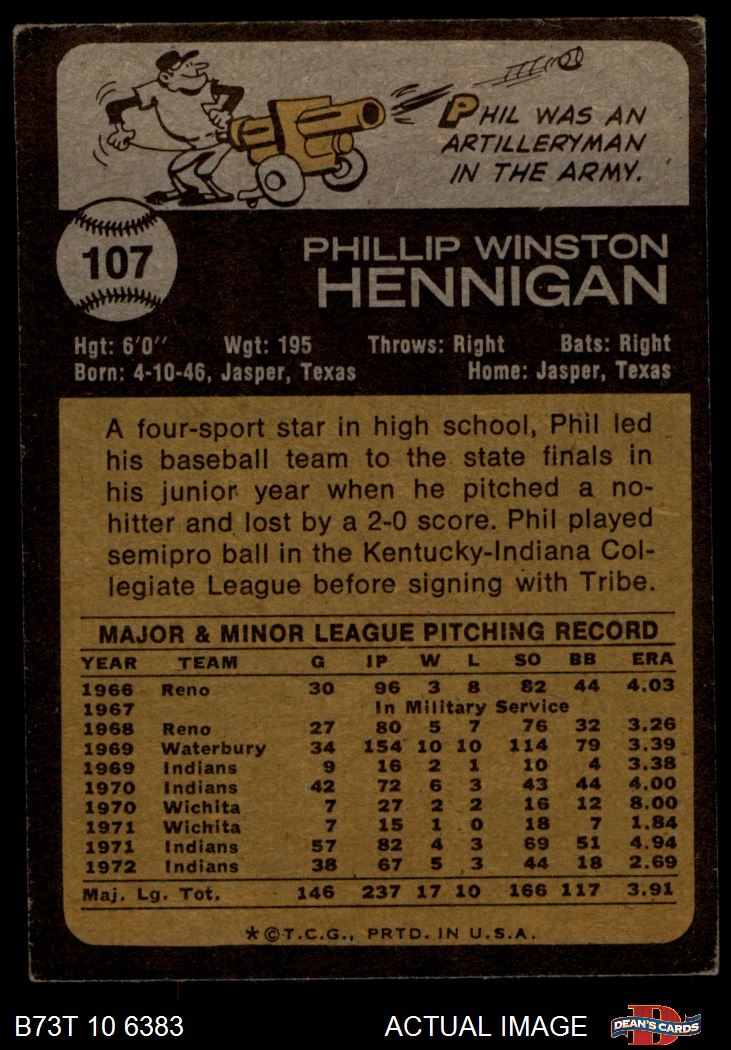 PHIL WAS AN
ARTILLERYMAN
IN THE ARMY.
107
PHILLIP WINSTON
HENNIGAN
Hgt: 6'0'' Wgt: 195 Throws: Right Bats: Right
Born: 4-10-46, Jasper, Texas Home: Jasper, Texas
A four-sport star in high school, Phil led
his baseball team to the state finals in
his junior year when he pitched a no-
hitter and lost by a 2-0 score. Phil played
semipro ball in the Kentucky-Indiana Col-
legiate League before signing with Tribe.
MAJOR & MINOR LEAGUE PITCHING RECORD
YEAR TEAM G IP W L SO BB ERA
1966 Reno 30 96 3 8 82 44 4.03
1967 In Military Service
1968 Reno 27 80 5 7 76 32 3.26
1969 Waterbury 34 154 10 10 114 79 3.39
1969 Indians 9 16 2 1 10 4 3.38
1970 Indians 42 72 6 3 43 44 4.00
1970 Wichita 7 27 2 2 16 12 8.00
1971 Wichita 7 15 1 0 18 7 1.84
1971 Indians 57 82 4 3 69 51 4.94
1972 Indians 38 67 5 3 44 18 2.69
Maj. Lg. Tot. 146 237 17 10 166 117 3.91
*©T.C.G., PRTD. IN U.S.A.
B73T 10 6383 ACTUAL IMAGE DEAN'S CARDS